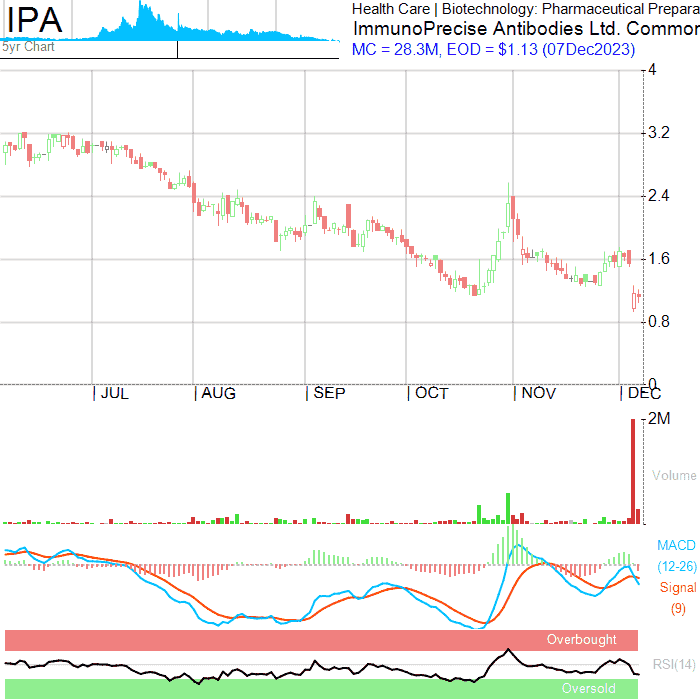 IPA
5yr Chart
Health Care | Biotechnology: Pharmaceutical Prepara
ImmunoPrecise Antibodies Ltd. Common
MC = 28.3M, EOD = $1.13 (07Dec2023)
4
3.2
2.4
1.6
0.8
0
JUL
AUG
SEP
OCT
NOV
DEC
2M
Volume
MACD
(12-26)
Signal
(9)
Overbought
RSI(14)
Oversold